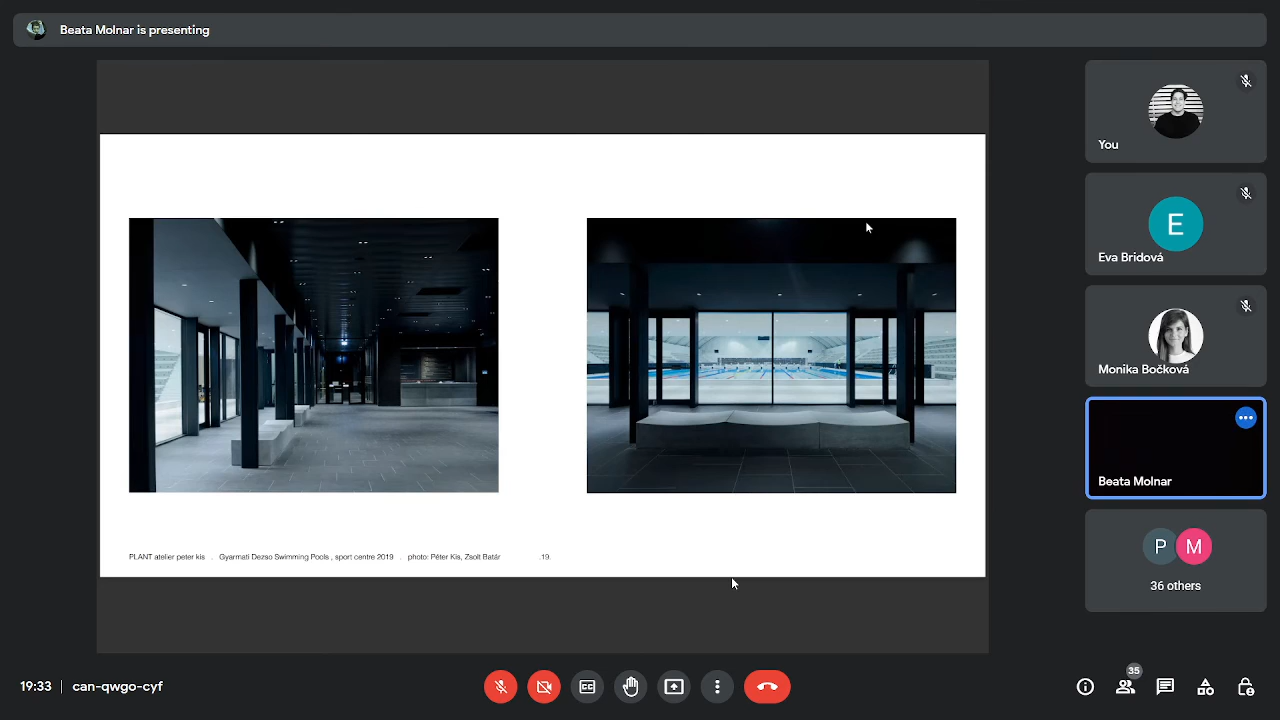 Beata Molnar is presenting
You
E
Eva Bridová
Monika Bočková
Beata Molnar
P M
36 others
PLANT atelier peter kis . Gyarmati Dezso Swimming Pools , sport centre 2019 . photo: Péter Kis, Zsolt Batár .19.
19:33 | can-qwgo-cyf
35